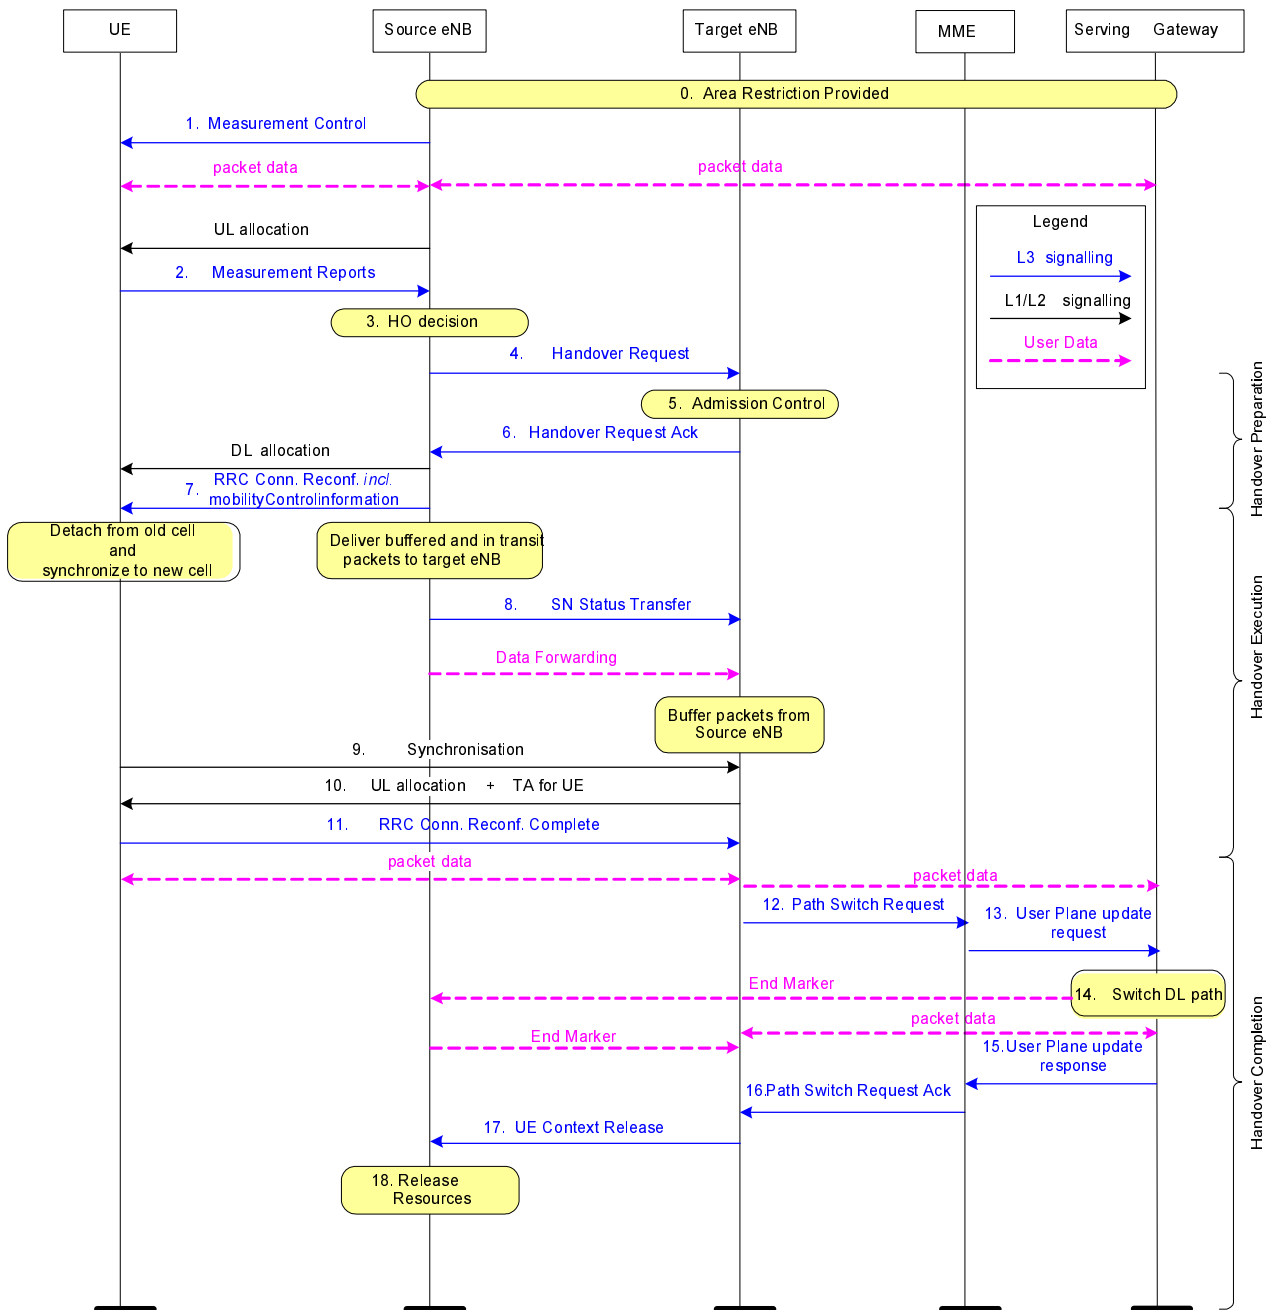 UE
Source eNB
Target eNB
MME
Serving Gateway
0. Area Restriction Provided
1. Measurement Control
packet data
packet data
UL allocation
Legend
L3 signalling
L1/L2 signalling
User Data
2. Measurement Reports
3. HO decision
4. Handover Request
5. Admission Control
6. Handover Request Ack
DL allocation
7. RRC Conn. Reconf. incl.
mobilityControlinformation
Handover Preparation
Detach from old cell
and
synchronize to new cell
Deliver buffered and in transit
packets to target eNB
8. SN Status Transfer
Data Forwarding
Buffer packets from
Source eNB
9. Synchronisation
10. UL allocation + TA for UE
11. RRC Conn. Reconf. Complete
Handover Execution
packet data
packet data
12. Path Switch Request
13. User Plane update
request
End Marker
14. Switch DL path
packet data
End Marker
15.User Plane update
response
16.Path Switch Request Ack
17. UE Context Release
18. Release
Resources
Handover Completion